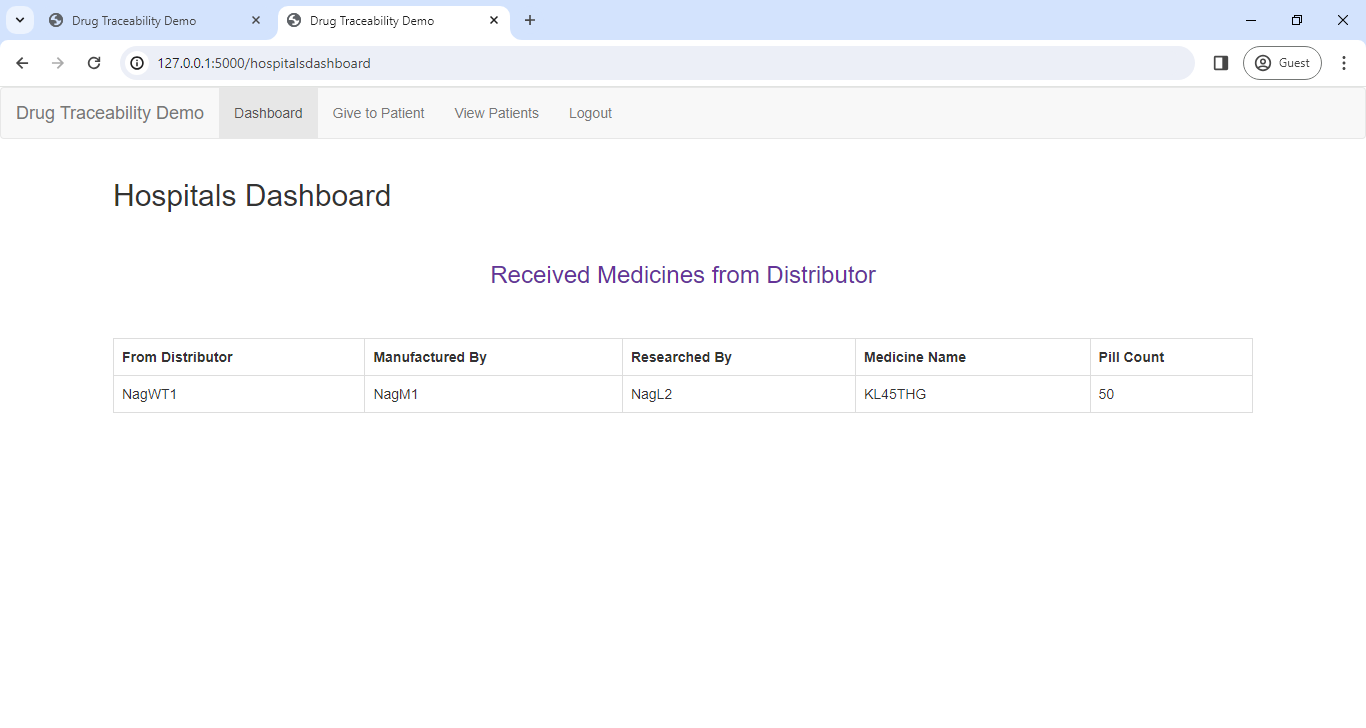 Drug Traceability Demo Drug Traceability Demo
127.0.0.1:5000/hospitalsdashboard Guest
Drug Traceability Demo Dashboard Give to Patient View Patients Logout
Hospitals Dashboard
Received Medicines from Distributor
From Distributor Manufactured By Researched By Medicine Name Pill Count
NagWT1 NagM1 NagL2 KL45THG 50